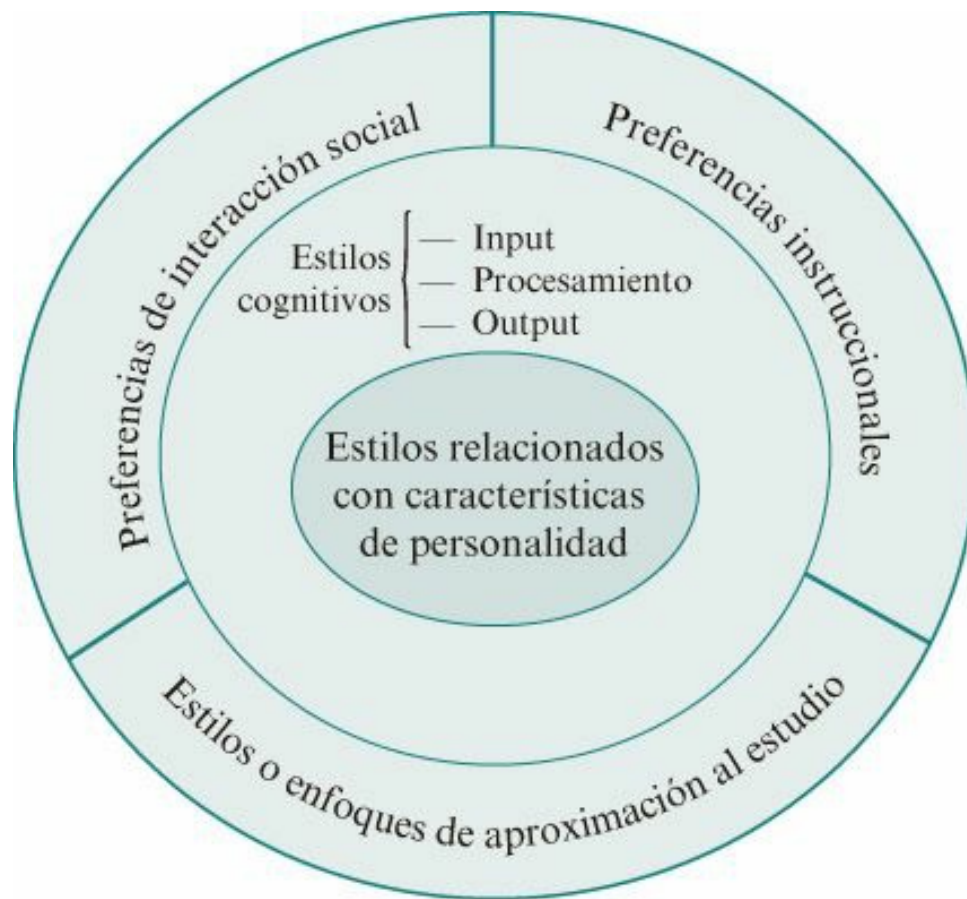 Preferencias de interacción social
Preferencias instruccionales
Estilos
cognitivos
— Input
— Procesamiento
— Output
Estilos relacionados
con características
de personalidad
Estilos o enfoques de aproximación al estudio